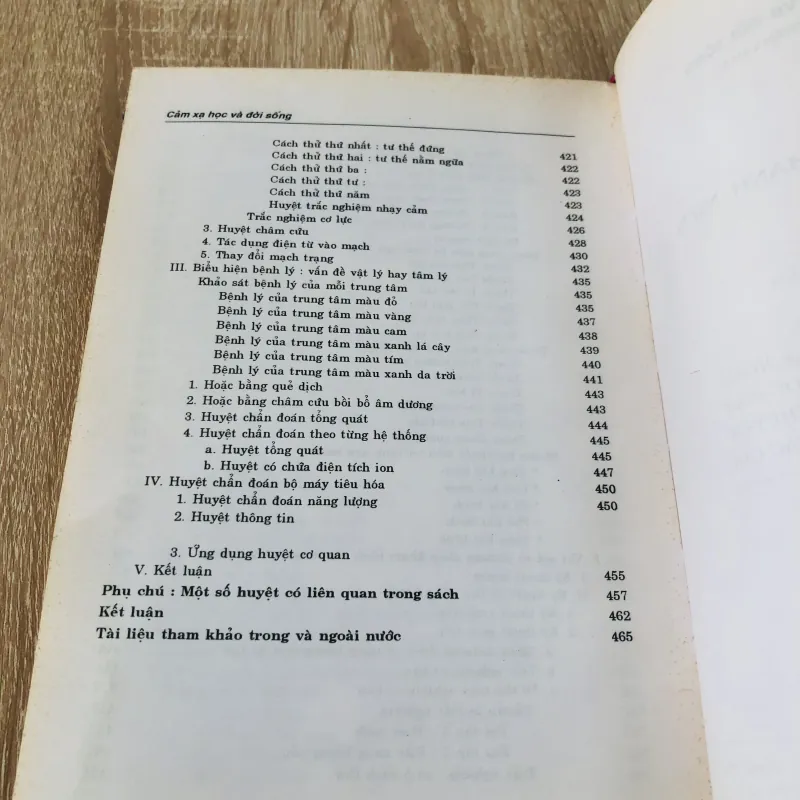 Cảm xạ học và đời sống
Cách thử thứ nhất : tư thế đứng
Cách thử thứ hai : tư thế nằm ngửa 421
Cách thử thứ ba : 422
Cách thử thứ tư : 422
Cách thử thứ năm 423
Huyệt trắc nghiệm nhạy cảm 423
Trắc nghiệm cơ lực 424
3. Huyệt châm cứu 426
4. Tác dụng điện từ vào mạch 428
5. Thay đổi mạch trạng 430
III. Biểu hiện bệnh lý : vấn đề vật lý hay tâm lý 432
Khảo sát bệnh lý của mỗi trung tâm 435
Bệnh lý của trung tâm màu đỏ 435
Bệnh lý của trung tâm màu vàng 435
Bệnh lý của trung tâm màu cam 437
Bệnh lý của trung tâm màu xanh lá cây 438
Bệnh lý của trung tâm màu tím 439
Bệnh lý của trung tâm màu xanh da trời 440
1. Hoặc bằng quẻ dịch 441
2. Hoặc bằng châm cứu bồi bổ âm dương 443
3. Huyệt chẩn đoán tổng quát 443
4. Huyệt chẩn đoán theo từng hệ thống 444
a. Huyệt tổng quát 445
b. Huyệt có chứa điện tích ion 445
IV. Huyệt chẩn đoán bộ máy tiêu hóa 447
1. Huyệt chẩn đoán năng lượng 450
2. Huyệt thông tin 450
3. Ứng dụng huyệt cơ quan
V. Kết luận 455
Phụ chú : Một số huyệt có liên quan trong sách 457
Kết luận 462
Tài liệu tham khảo trong và ngoài nước 465